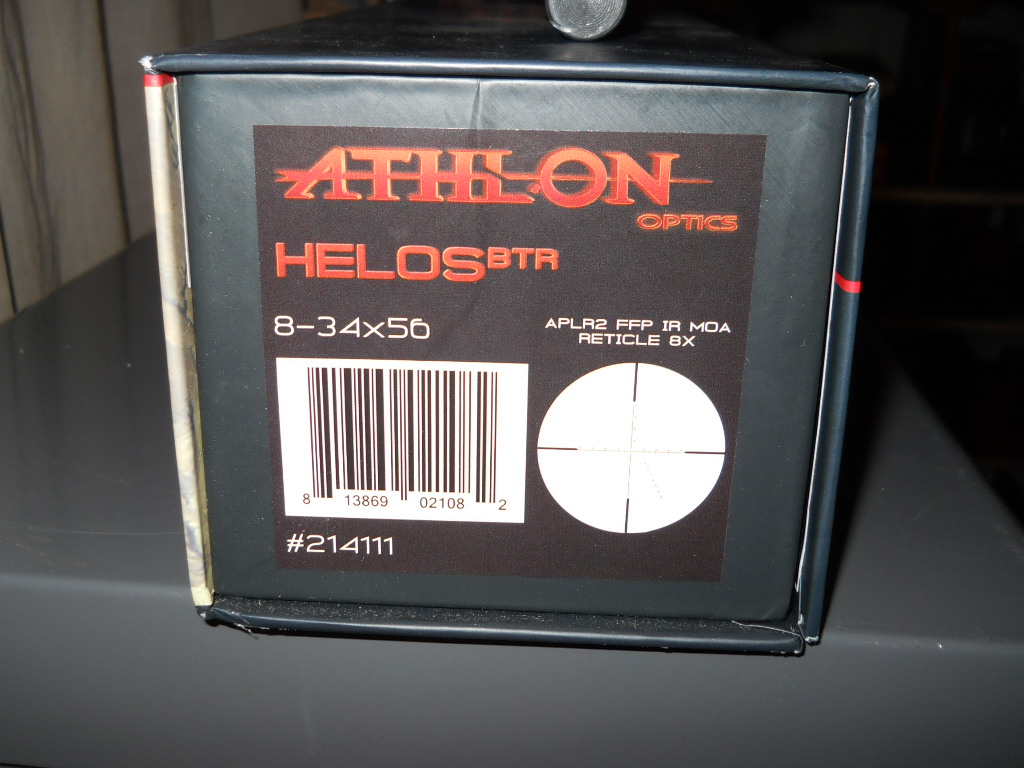 ATHLON
OPTICS
HELOS BTR
8-34x56
APLR2 FFP IR MOA
RETICLE 8X
8 13869 02108 2
#214111